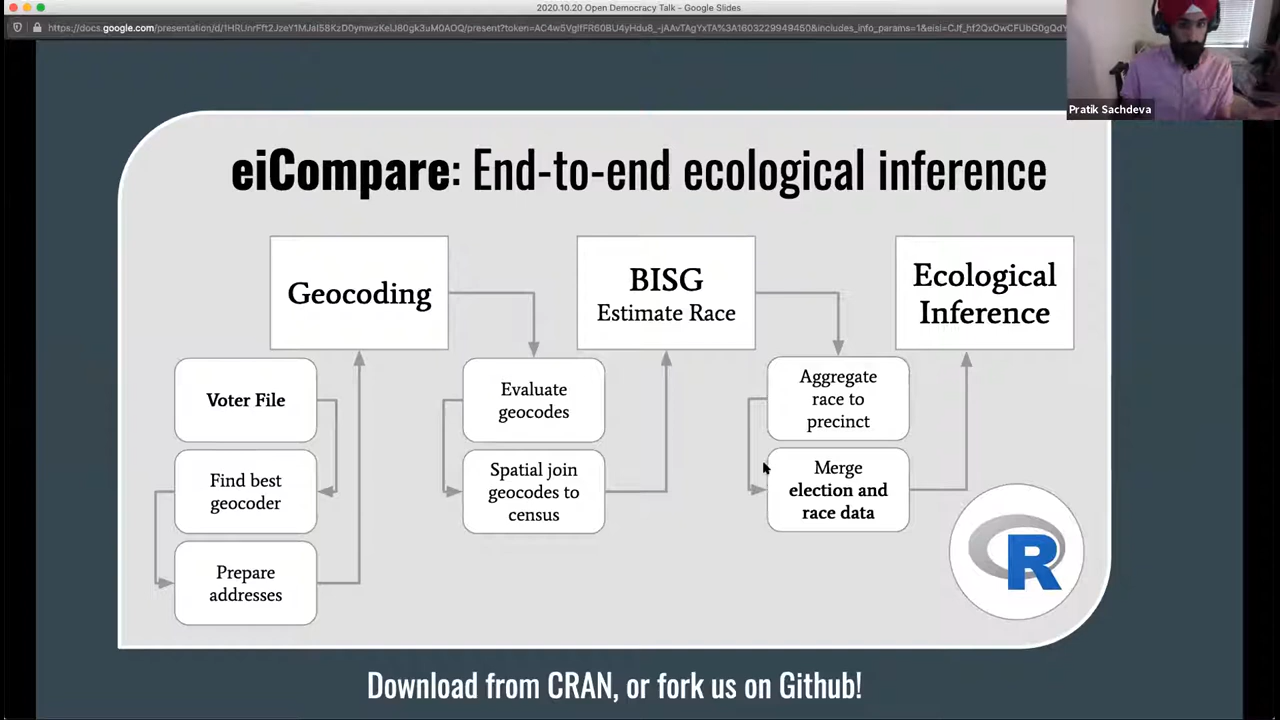 2020.10.20 Open Democracy Talk - Google Slides
Pratik Sachdeva
eiCompare: End-to-end ecological inference
Geocoding
BISG
Estimate Race
Ecological
Inference
Voter File
Find best
geocoder
Prepare
addresses
Evaluate
geocodes
Spatial join
geocodes to
census
Aggregate
race to
precinct
Merge
election and
race data
R
Download from CRAN, or fork us on Github!